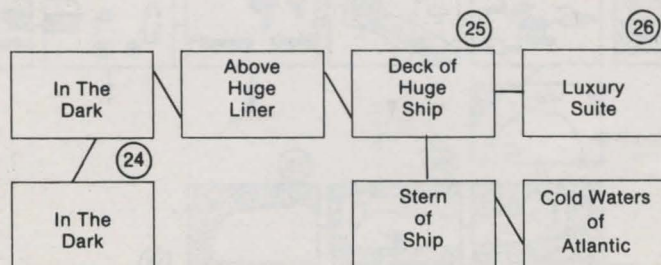 25
26
In The
Dark
Above
Huge
Liner
Deck of
Huge
Ship
Luxury
Suite
24
In The
Dark
Stern
of
Ship
Cold Waters
of
Atlantic